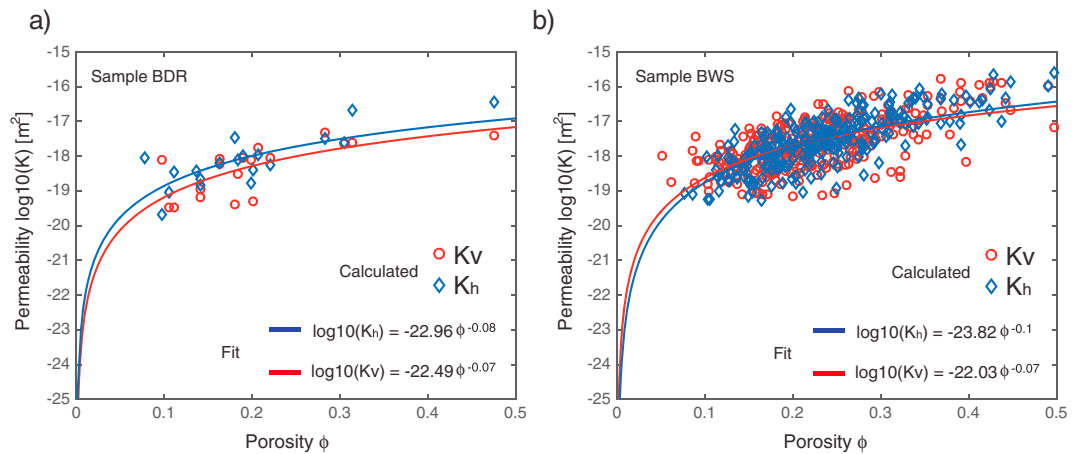 a)
-15
-16
-17
-18
-19
-20
-21
-22
-23
-24
-25
Permeability log10(K) [m²]
Sample BDR
Calculated
Kv
Kh
Fit
log10(Kh) = -22.96 ϕ^-0.08
log10(Kv) = -22.49 ϕ^-0.07
0 0.1 0.2 0.3 0.4 0.5
Porosity ϕ
b)
-15
-16
-17
-18
-19
-20
-21
-22
-23
-24
-25
Permeability log10(K) [m²]
Sample BWS
Calculated
Kv
Kh
Fit
log10(Kh) = -23.82 ϕ^-0.1
log10(Kv) = -22.03 ϕ^-0.07
0 0.1 0.2 0.3 0.4 0.5
Porosity ϕ